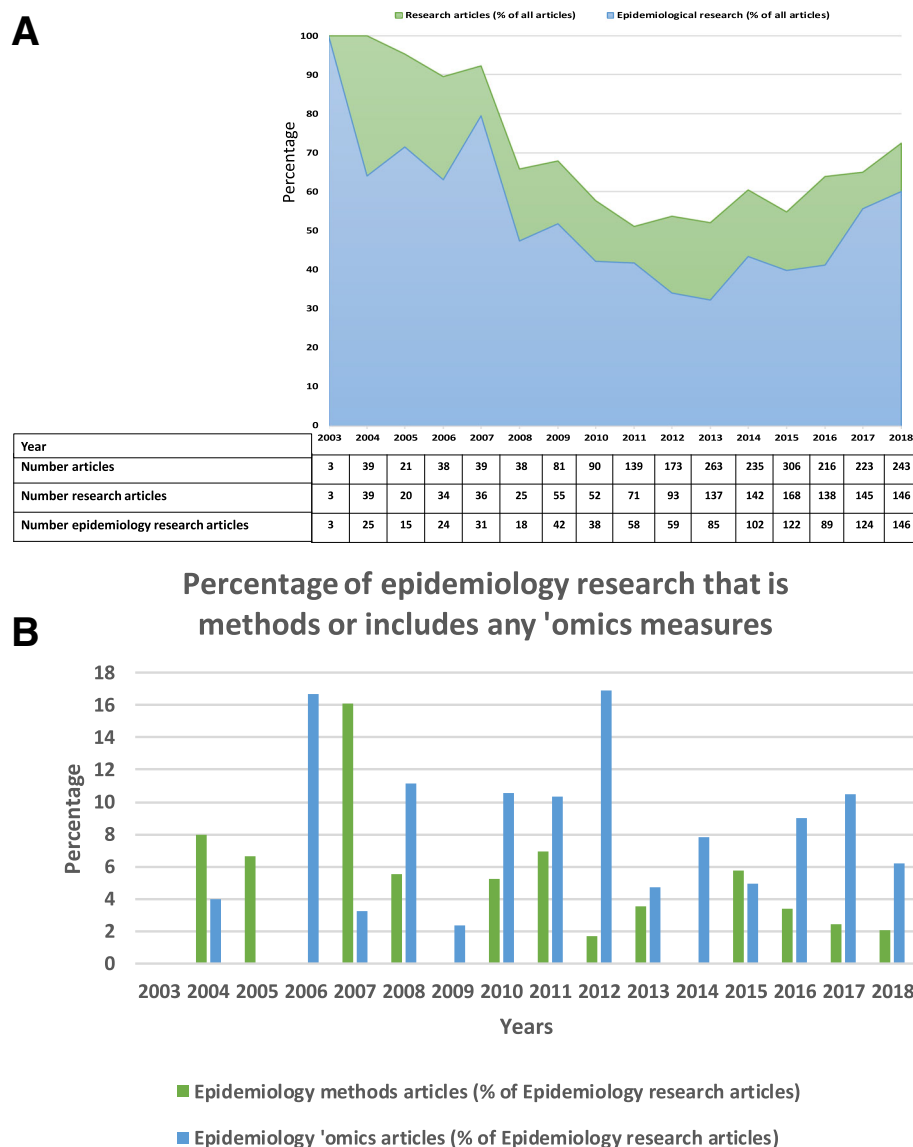 A
Research articles (% of all articles) Epidemiological research (% of all articles)
100
90
80
70
60
50
40
30
20
10
0
Percentage
Year 2003 2004 2005 2006 2007 2008 2009 2010 2011 2012 2013 2014 2015 2016 2017 2018
Number articles 3 39 21 38 39 38 81 90 139 173 263 235 306 216 223 243
Number research articles 3 39 20 34 36 25 55 52 71 93 137 142 168 138 145 146
Number epidemiology research articles 3 25 15 24 31 18 42 38 58 59 85 102 122 89 124 146
Percentage of epidemiology research that is
methods or includes any 'omics measures
B
18
16
14
12
10
8
6
4
2
0
Percentage
2003 2004 2005 2006 2007 2008 2009 2010 2011 2012 2013 2014 2015 2016 2017 2018
Years
Epidemiology methods articles (% of Epidemiology research articles)
Epidemiology 'omics articles (% of Epidemiology research articles)